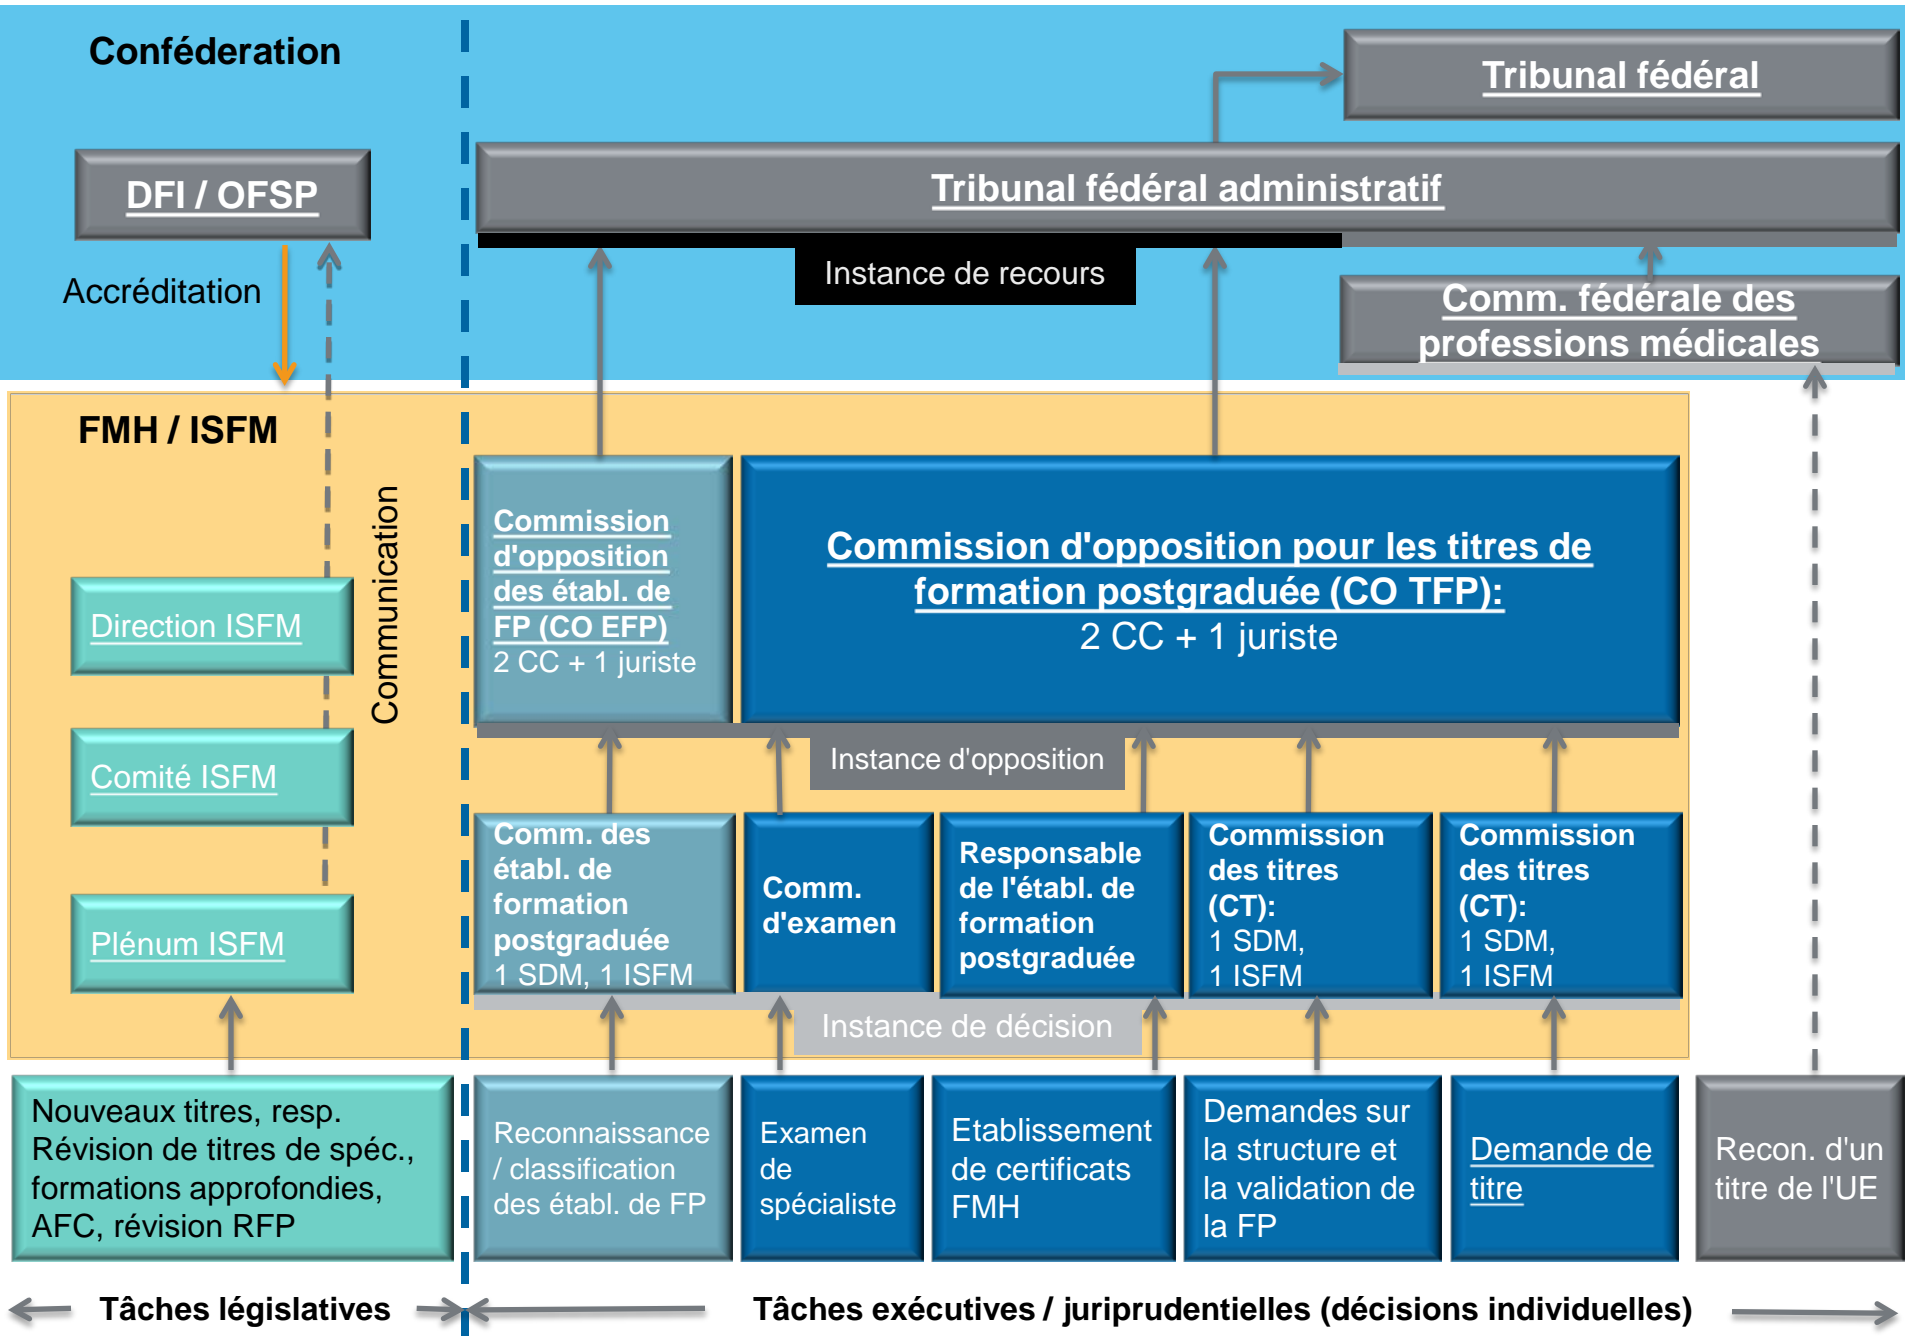 Conféderation
Tribunal fédéral
Tribunal fédéral administratif
DFI / OFSP
Instance de recours
Accréditation
Comm. fédérale des
professions médicales
FMH / ISFM
Communication
Commission
d'opposition
des établ. de
FP (CO EFP)
2 CC + 1 juriste
Commission d'opposition pour les titres de
formation postgraduée (CO TFP):
2 CC + 1 juriste
Direction ISFM
Comité ISFM
Plénum ISFM
Instance d'opposition
Comm. des
établ. de
formation
postgraduée
1 SDM, 1 ISFM
Comm.
d'examen
Responsable
de l'établ. de
formation
postgraduée
Commission
des titres
(CT):
1 SDM,
1 ISFM
Commission
des titres
(CT):
1 SDM,
1 ISFM
Instance de décision
Nouveaux titres, resp.
Révision de titres de spéc.,
formations approfondies,
AFC, révision RFP
Reconnaissance
/ classification
des établ. de FP
Examen
de
spécialiste
Etablissement
de certificats
FMH
Demandes sur
la structure et
la validation de
la FP
Demande de
titre
Recon. d'un
titre de l'UE
Tâches législatives
Tâches exécutives / juriprudentielles (décisions individuelles)